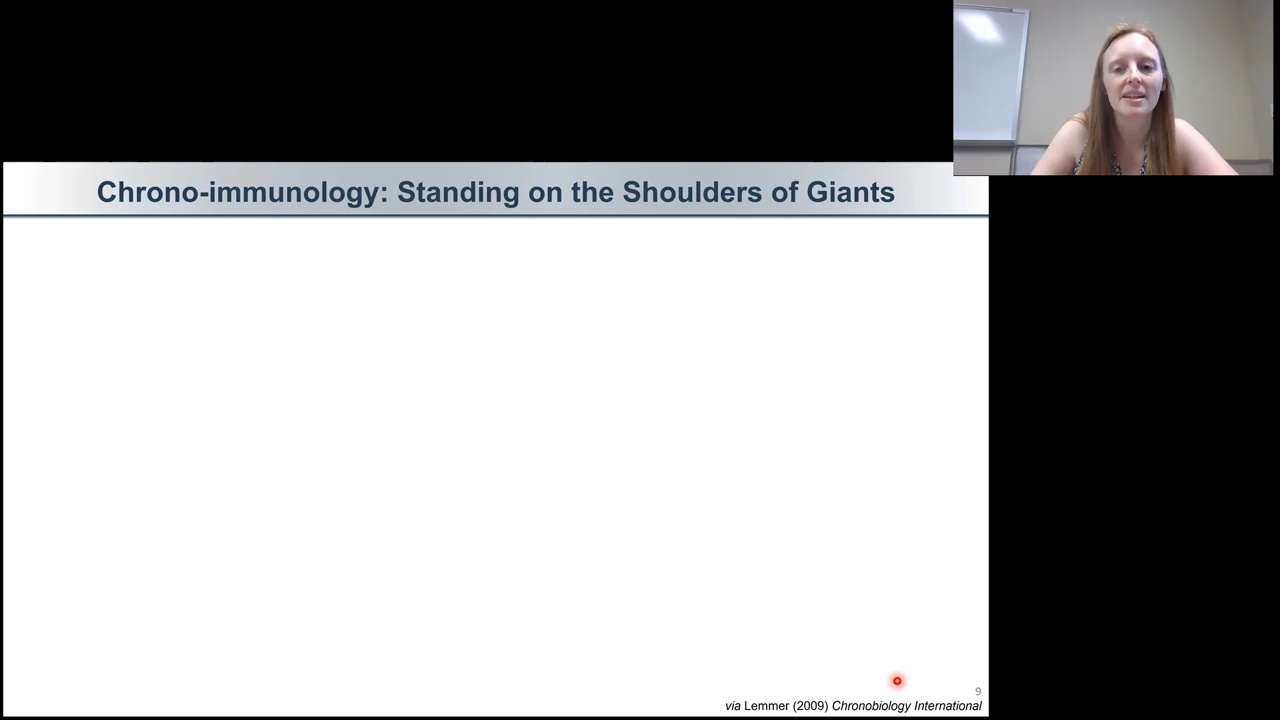 Chrono-immunology: Standing on the Shoulders of Giants
9
via Lemmer (2009) Chronobiology International